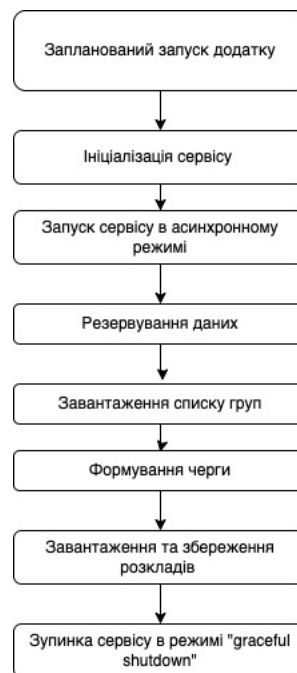 Запланований запуск додатку
Ініціалізація сервісу
Запуск сервісу в асинхронному
режимі
Резервування даних
Завантаження списку груп
Формування черги
Завантаження та збереження
розкладів
Зупинка сервісу в режимі "graceful
shutdown"